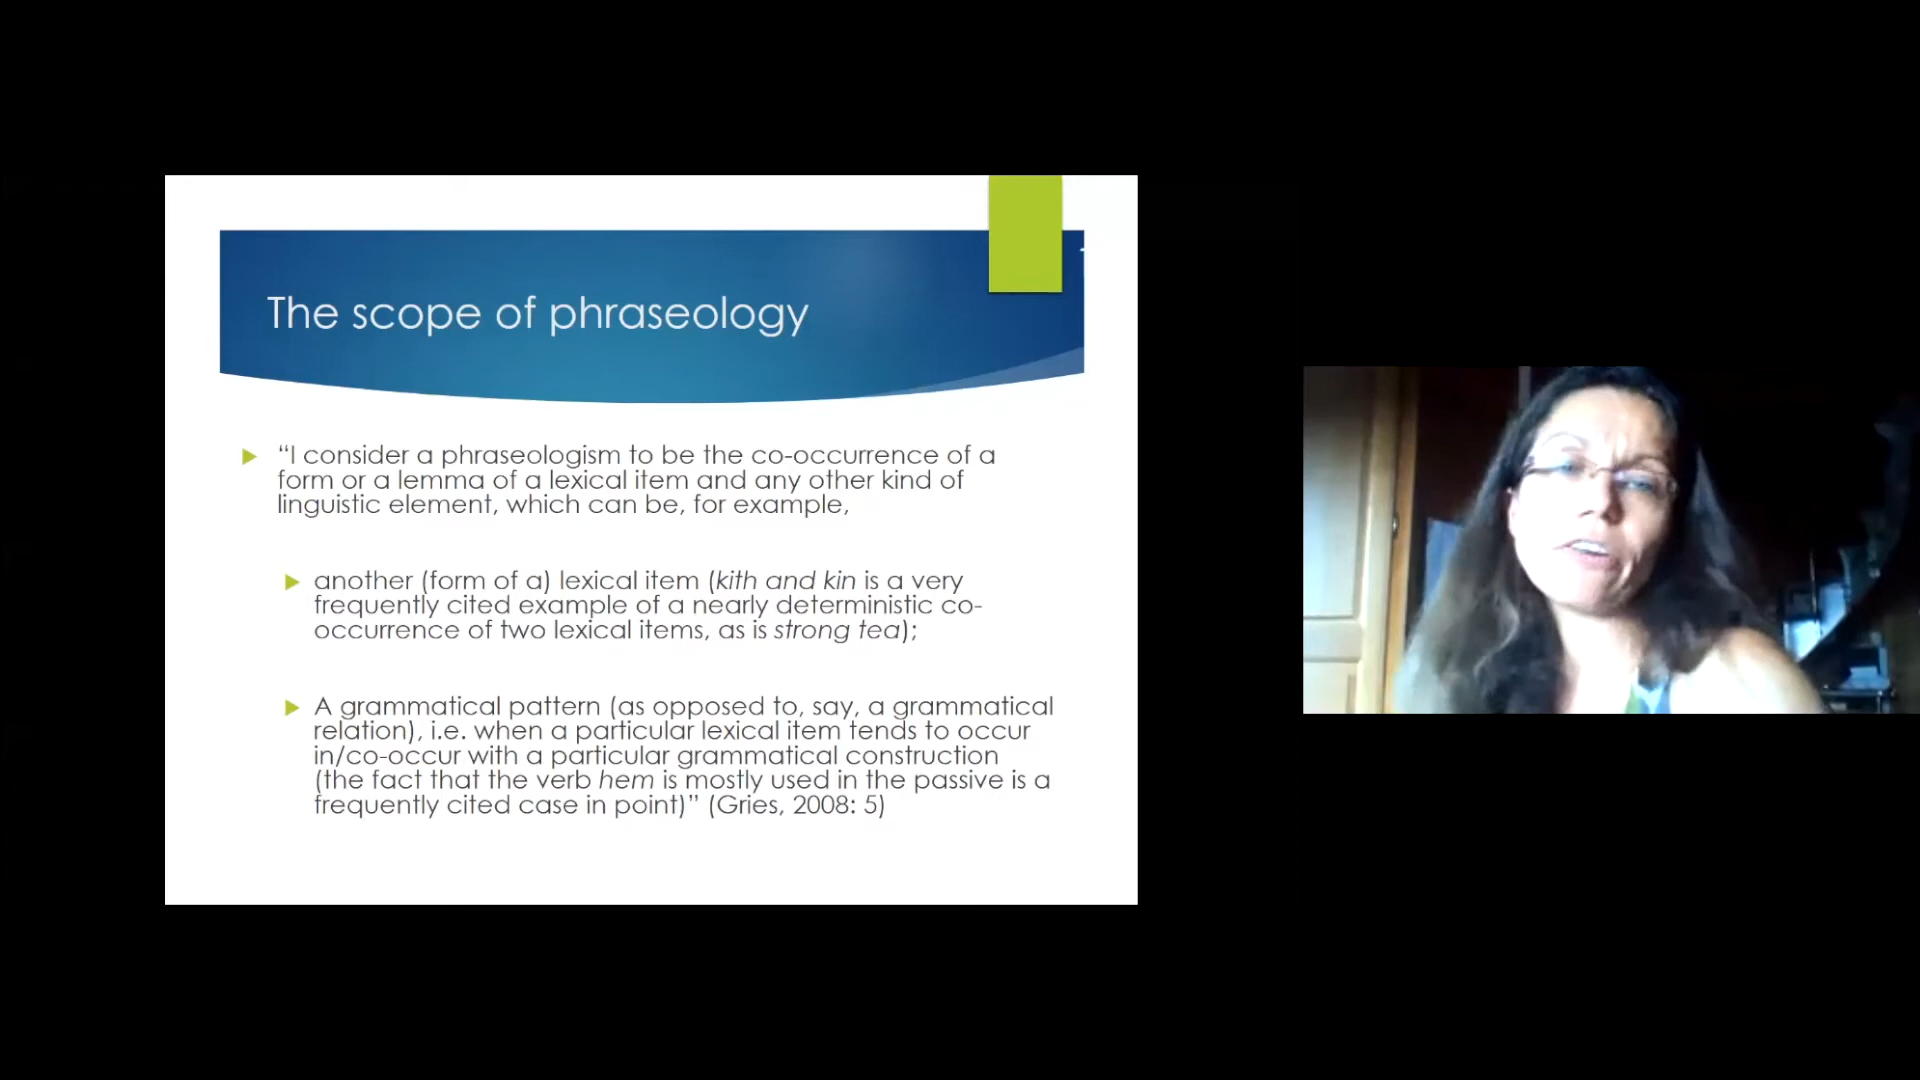 The scope of phraseology
“I consider a phraseologism to be the co-occurrence of a
form or a lemma of a lexical item and any other kind of
linguistic element, which can be, for example,
another (form of a) lexical item (kith and kin is a very
frequently cited example of a nearly deterministic co-
occurrence of two lexical items, as is strong tea);
A grammatical pattern (as opposed to, say, a grammatical
relation), i.e. when a particular lexical item tends to occur
in/co-occur with a particular grammatical construction
(the fact that the verb hem is mostly used in the passive is a
frequently cited case in point)” (Gries, 2008: 5)